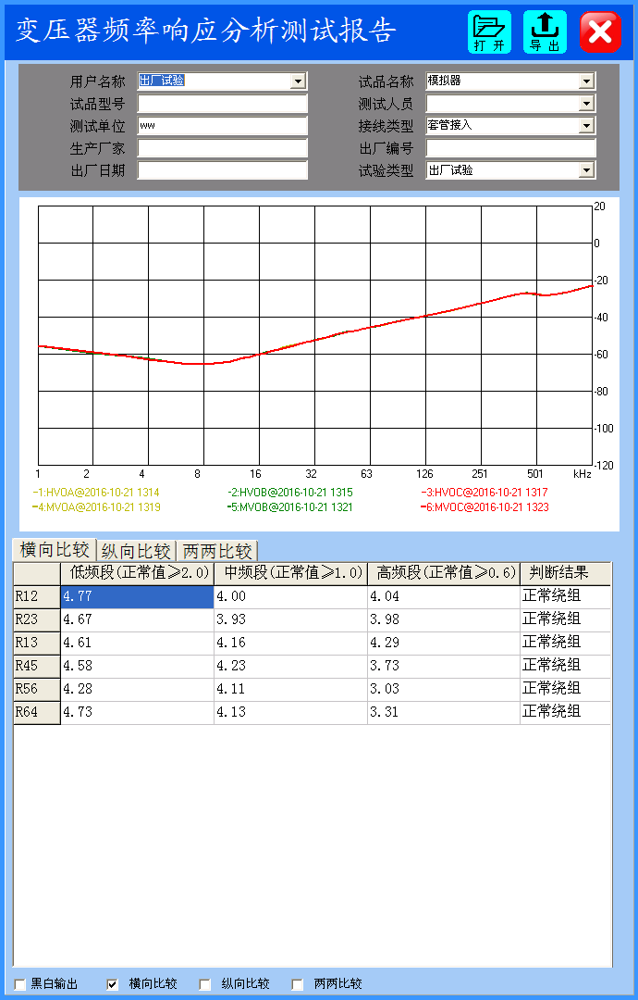 变压器频率响应分析测试报告
打 开
导 出
用户名称 出厂试验 试品名称 模拟器
试品型号 测试人员
测试单位 ww 接线类型 套管接入
生产厂家 出厂编号
出厂日期 试验类型 出厂试验
20
0
-20
-40
-60
-80
-100
-120
1 2 4 8 16 32 63 126 251 501 kHz
-1:HVOA@2016-10-21 1314 -2:HVOB@2016-10-21 1315 -3:HVOC@2016-10-21 1317
-4:MVOA@2016-10-21 1319 -5:MVOB@2016-10-21 1321 -6:MVOC@2016-10-21 1323
横向比较 纵向比较 两两比较
低频段(正常值≥2.0) 中频段(正常值≥1.0) 高频段(正常值≥0.6) 判断结果
R12 4.77 4.00 4.04 正常绕组
R23 4.67 3.93 3.98 正常绕组
R13 4.61 4.16 4.29 正常绕组
R45 4.58 4.23 3.73 正常绕组
R56 4.28 4.11 3.03 正常绕组
R64 4.73 4.13 3.31 正常绕组
黑白输出 横向比较 纵向比较 两两比较